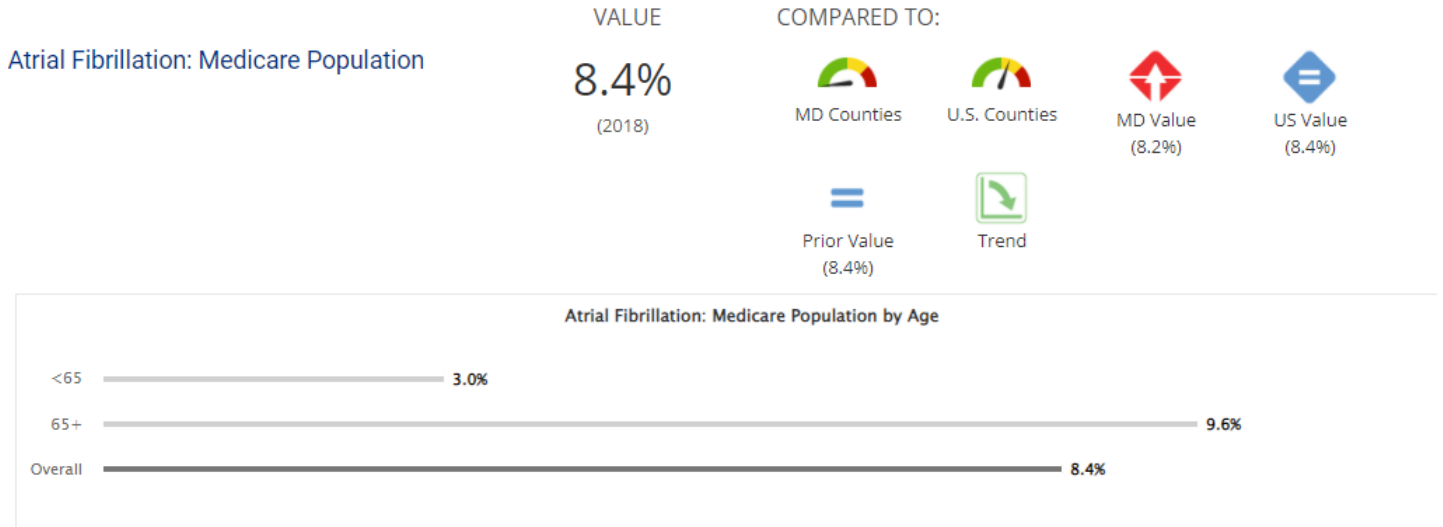 VALUE
COMPARED TO:
Atrial Fibrillation: Medicare Population
8.4%
(2018)
MD Counties
U.S. Counties
MD Value
(8.2%)
US Value
(8.4%)
Prior Value
(8.4%)
Trend
Atrial Fibrillation: Medicare Population by Age
<65 3.0%
65+ 9.6%
Overall 8.4%